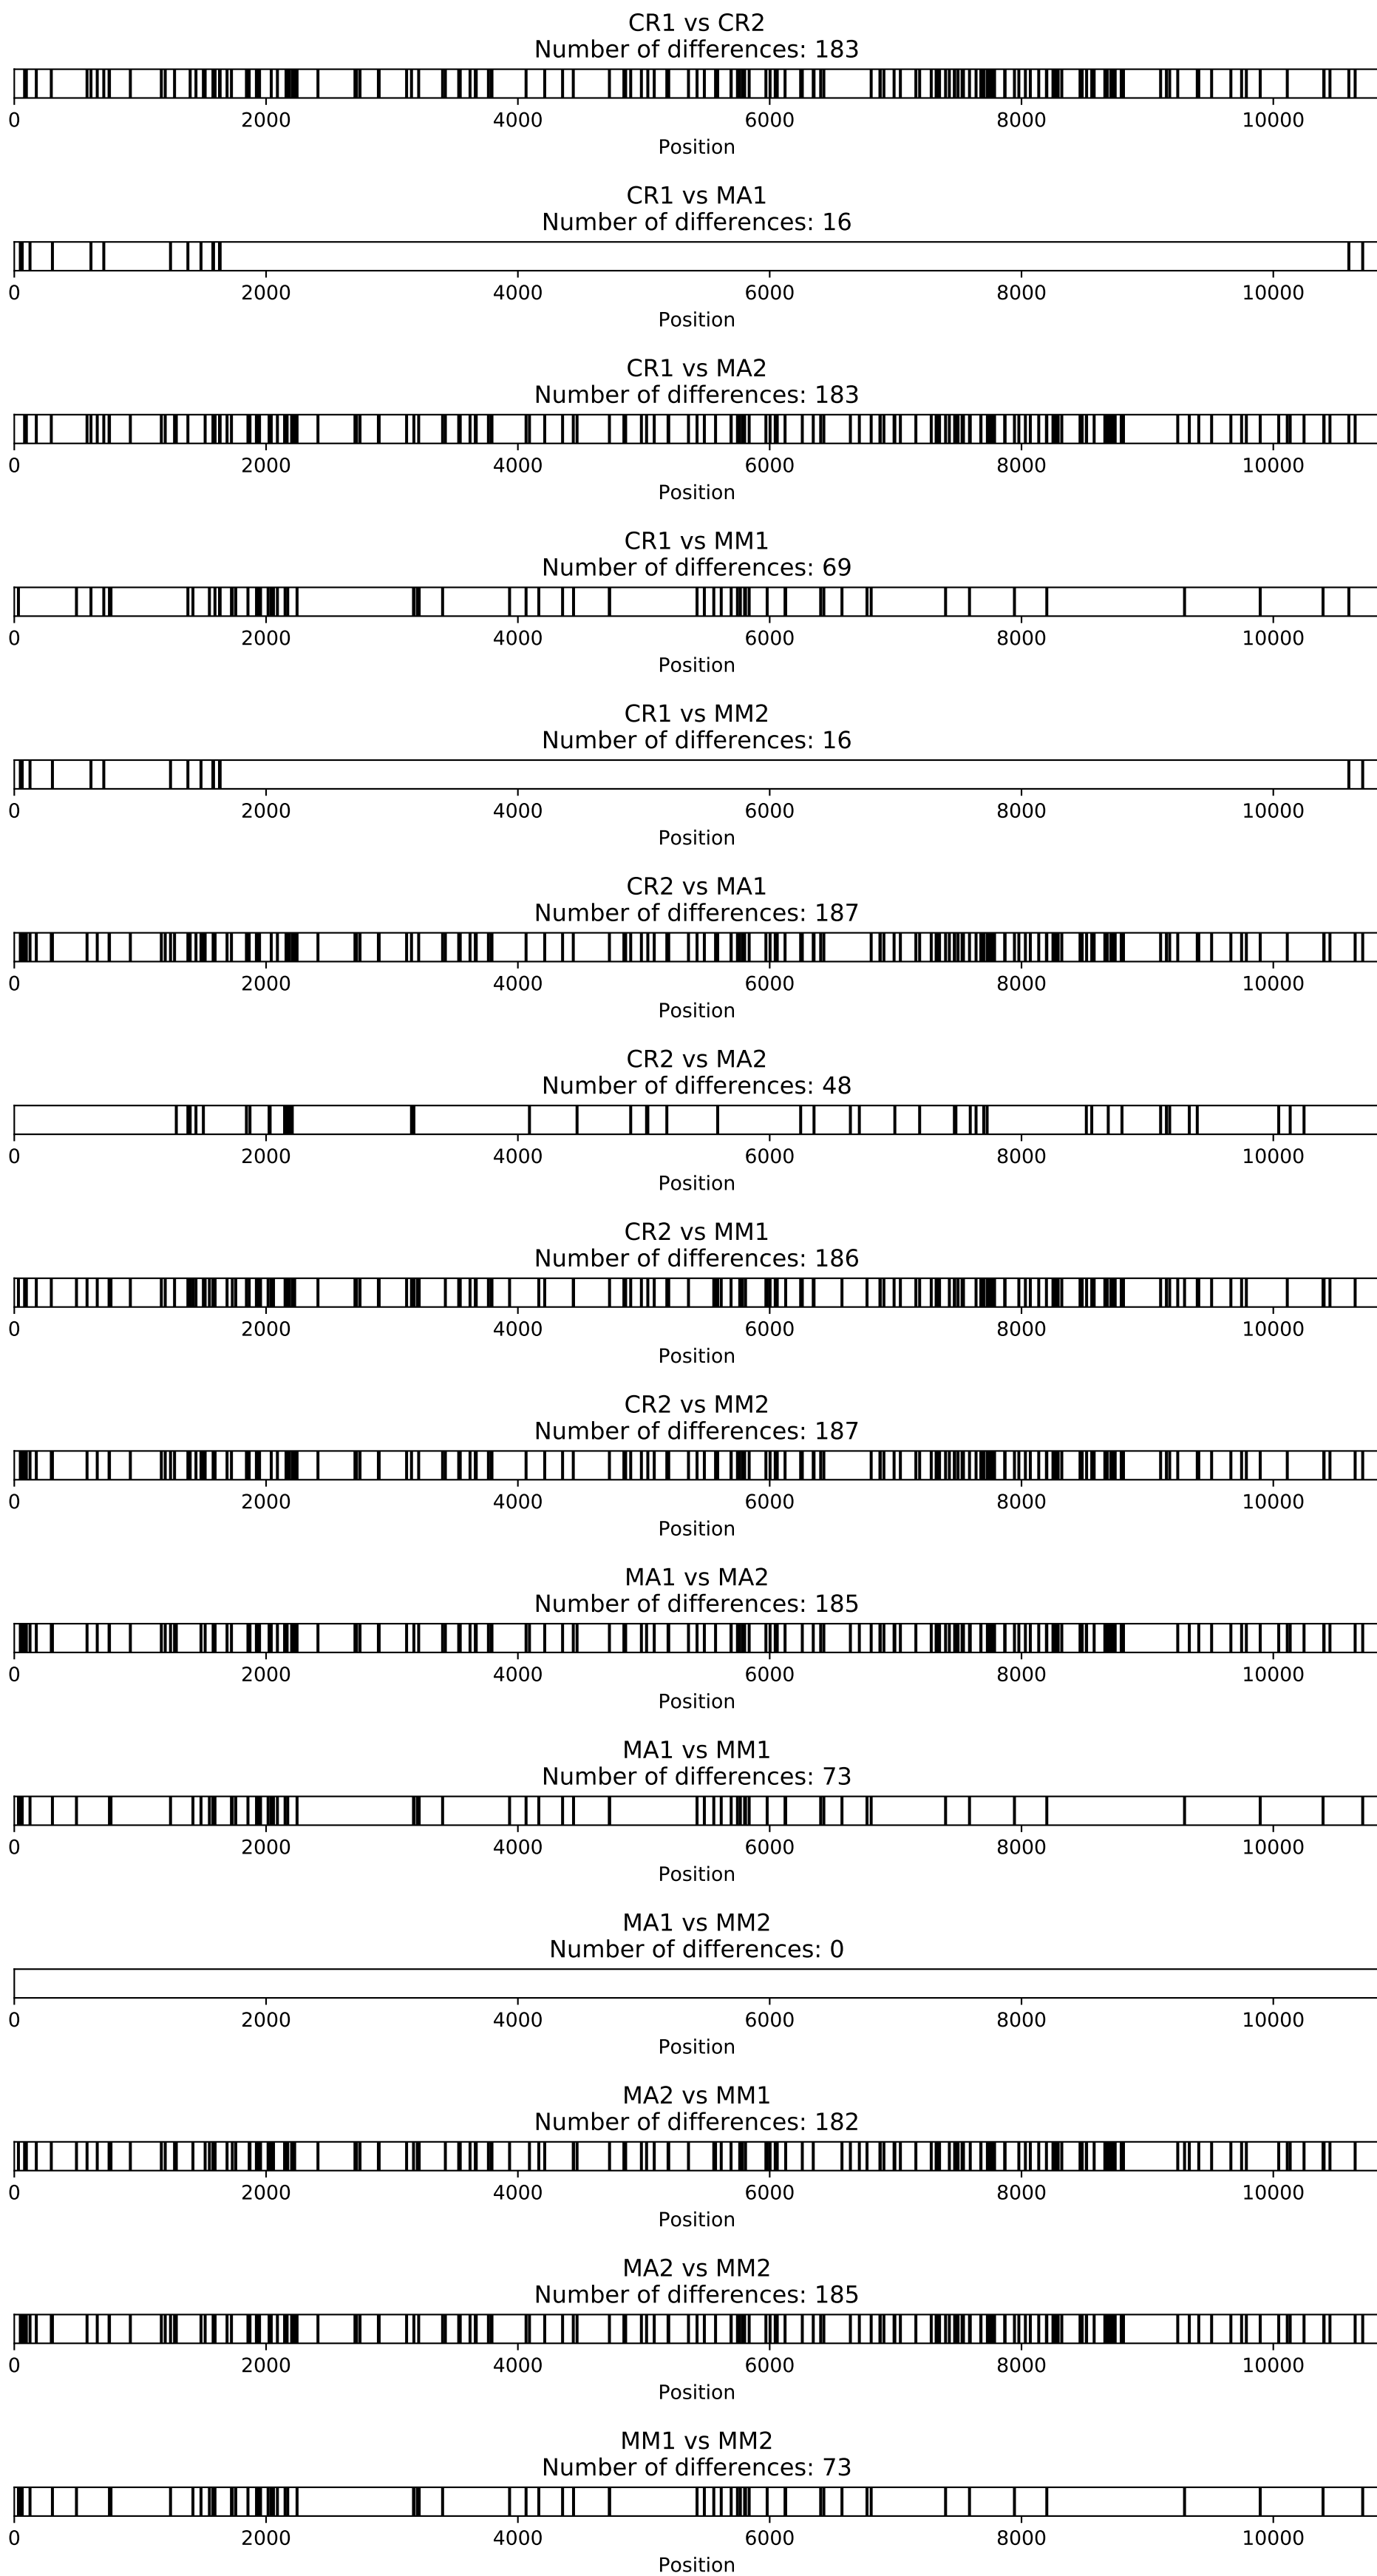 CR1 vs CR2
Number of differences: 183
0 2000 4000 6000 8000 10000
Position
CR1 vs MA1
Number of differences: 16
0 2000 4000 6000 8000 10000
Position
CR1 vs MA2
Number of differences: 183
0 2000 4000 6000 8000 10000
Position
CR1 vs MM1
Number of differences: 69
0 2000 4000 6000 8000 10000
Position
CR1 vs MM2
Number of differences: 16
0 2000 4000 6000 8000 10000
Position
CR2 vs MA1
Number of differences: 187
0 2000 4000 6000 8000 10000
Position
CR2 vs MA2
Number of differences: 48
0 2000 4000 6000 8000 10000
Position
CR2 vs MM1
Number of differences: 186
0 2000 4000 6000 8000 10000
Position
CR2 vs MM2
Number of differences: 187
0 2000 4000 6000 8000 10000
Position
MA1 vs MA2
Number of differences: 185
0 2000 4000 6000 8000 10000
Position
MA1 vs MM1
Number of differences: 73
0 2000 4000 6000 8000 10000
Position
MA1 vs MM2
Number of differences: 0
0 2000 4000 6000 8000 10000
Position
MA2 vs MM1
Number of differences: 182
0 2000 4000 6000 8000 10000
Position
MA2 vs MM2
Number of differences: 185
0 2000 4000 6000 8000 10000
Position
MM1 vs MM2
Number of differences: 73
0 2000 4000 6000 8000 10000
Position